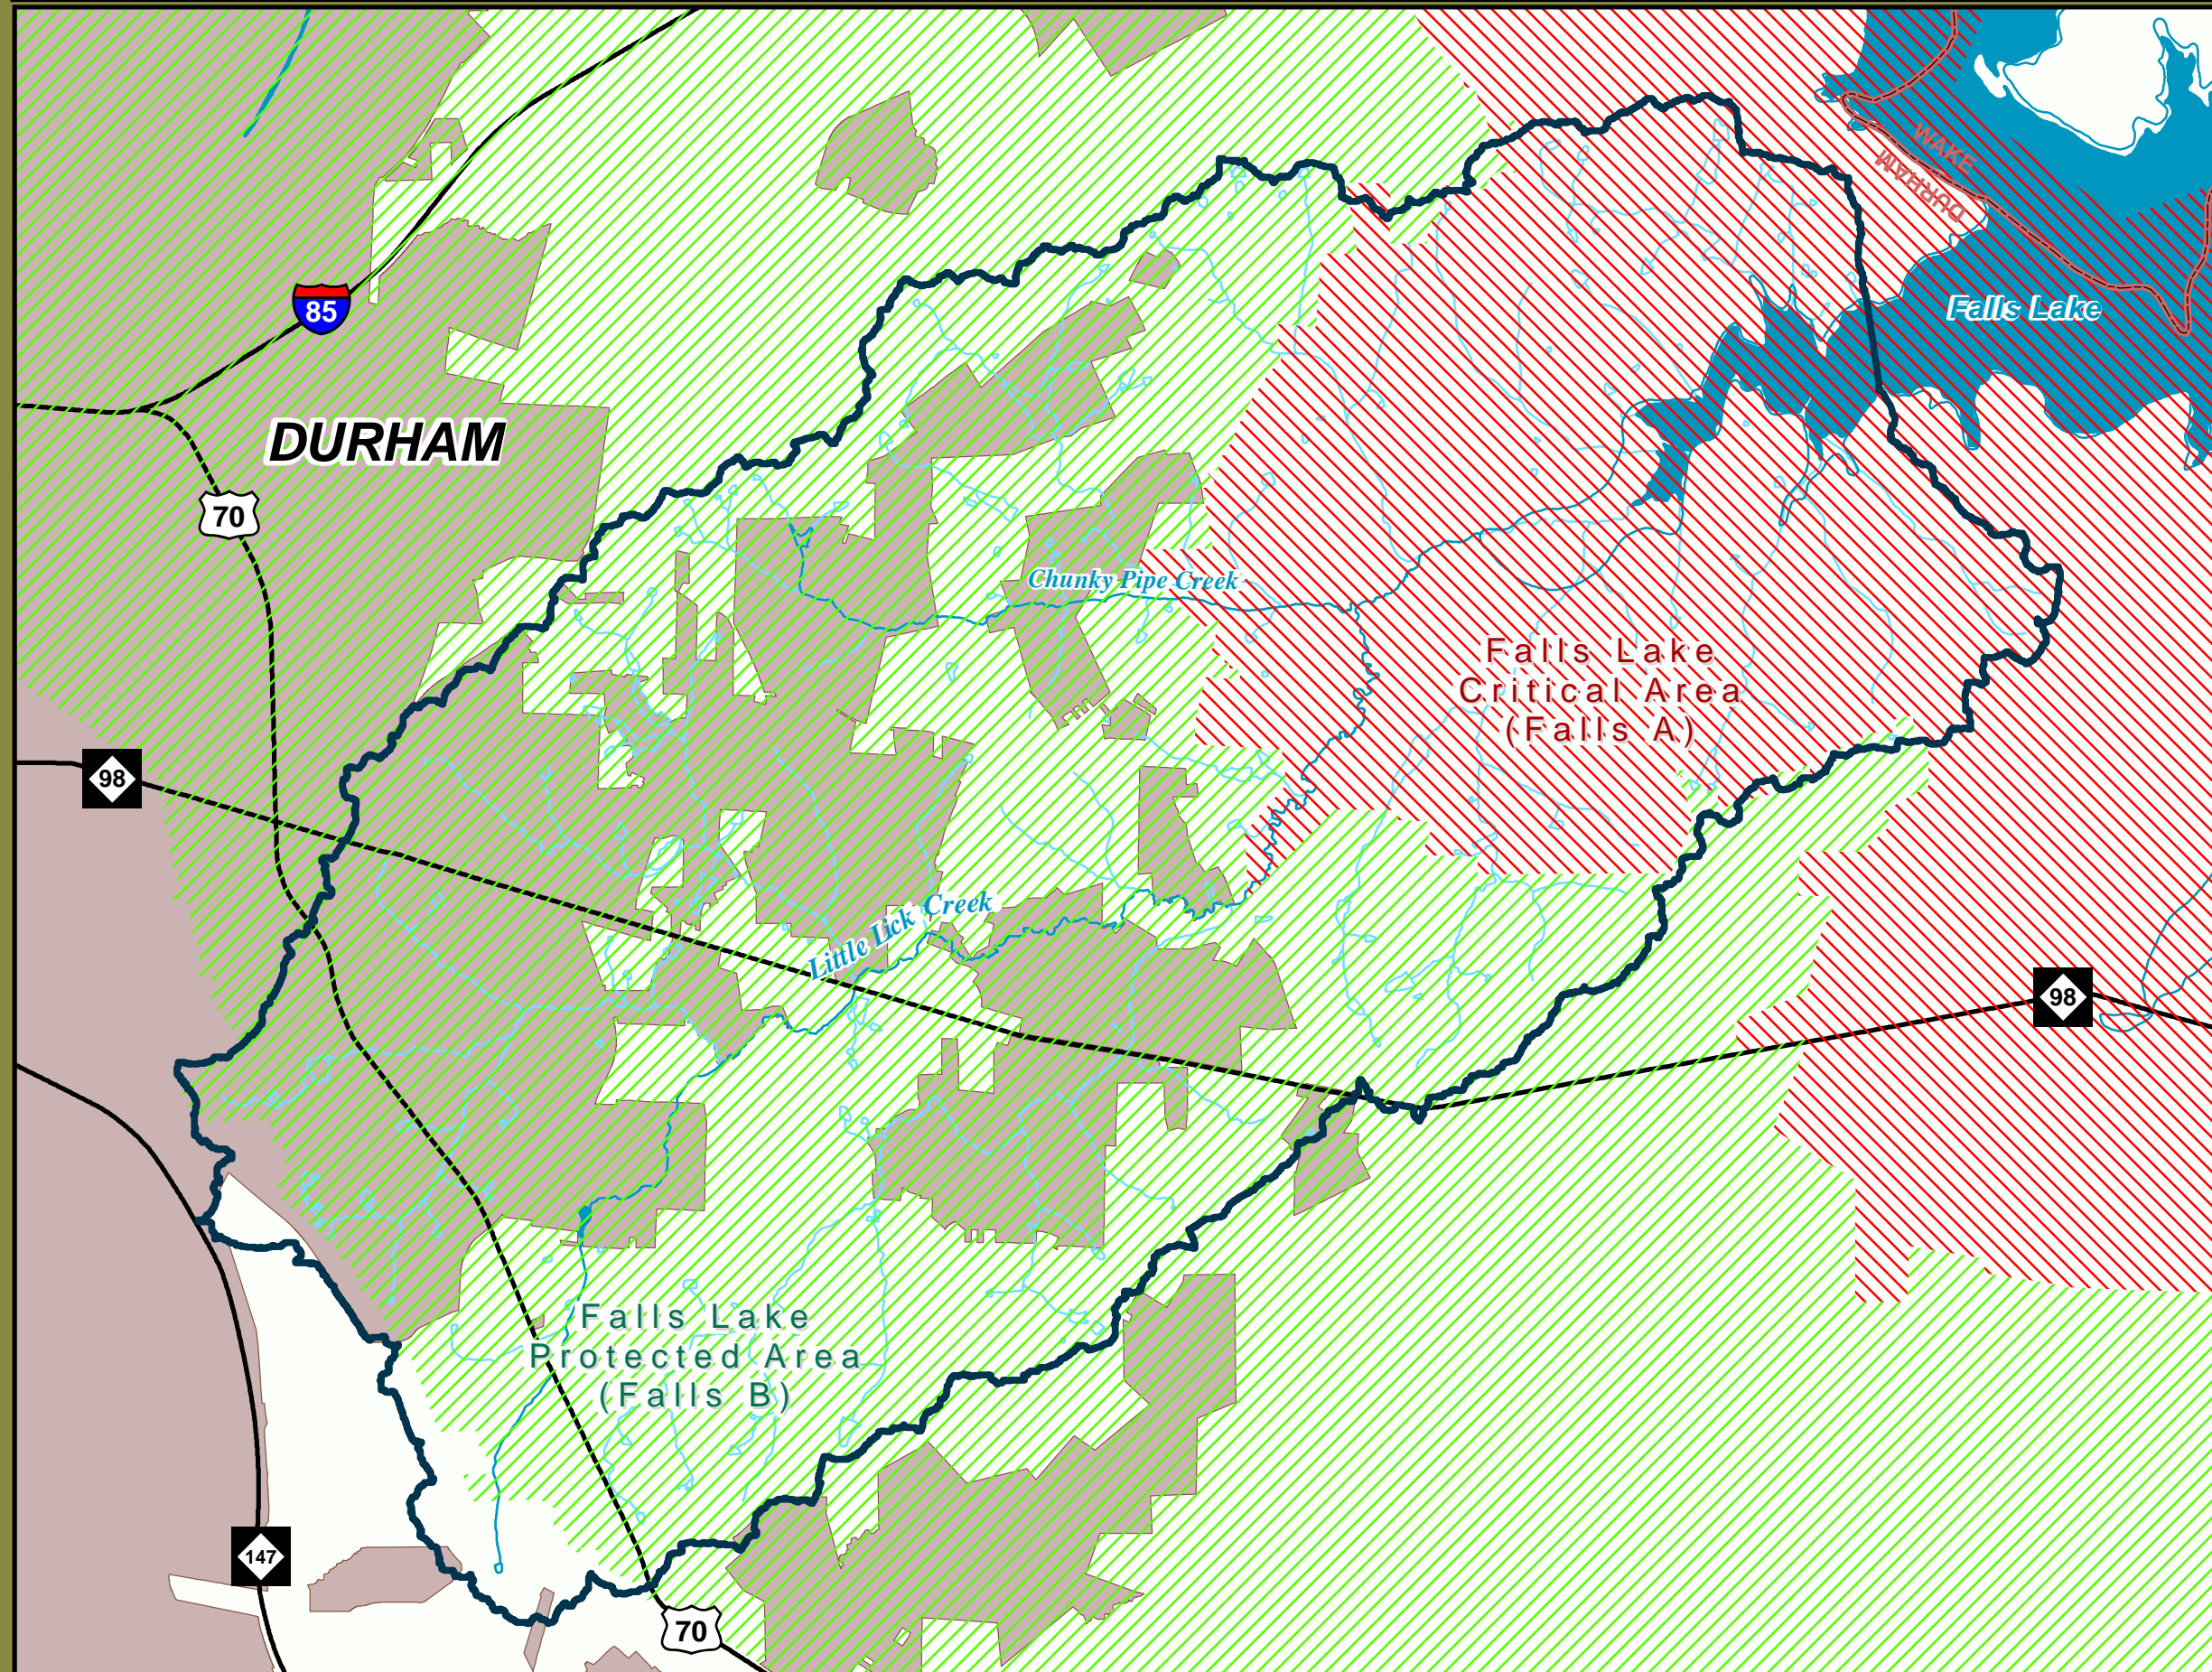 WAKE
DURHAM
Falls Lake
85
DURHAM
70
Chunky Pipe Creek
Falls Lake
Critical Area
(Falls A)
98
Little Lick Creek
98
Falls Lake
Protected Area
(Falls B)
147
70